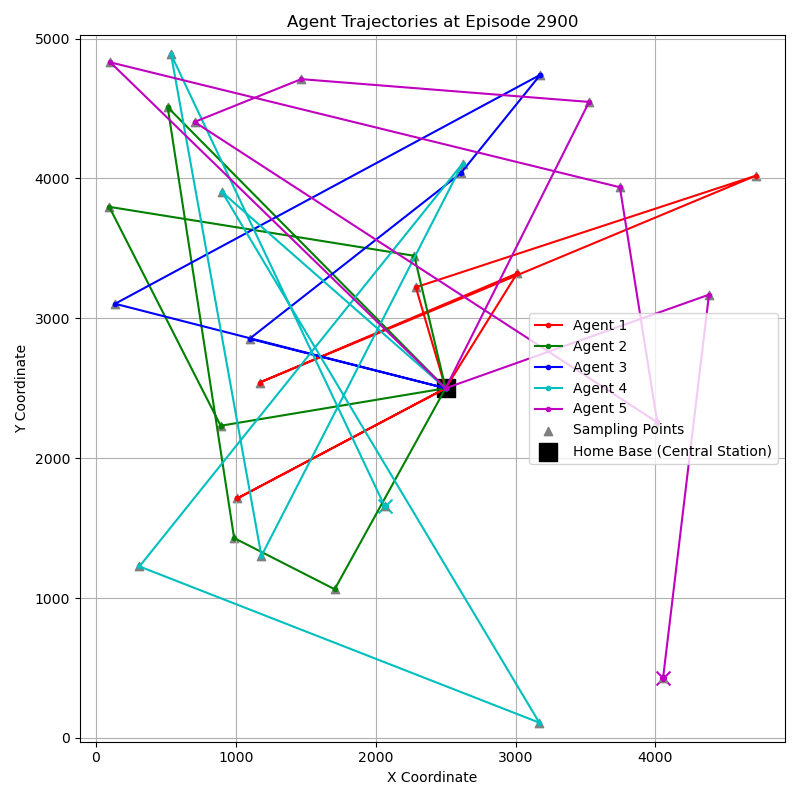 Agent Trajectories at Episode 2900
5000
4000
3000
2000
1000
0
Y Coordinate
Agent 1
Agent 2
Agent 3
Agent 4
Agent 5
Sampling Points
Home Base (Central Station)
0 1000 2000 3000 4000
X Coordinate